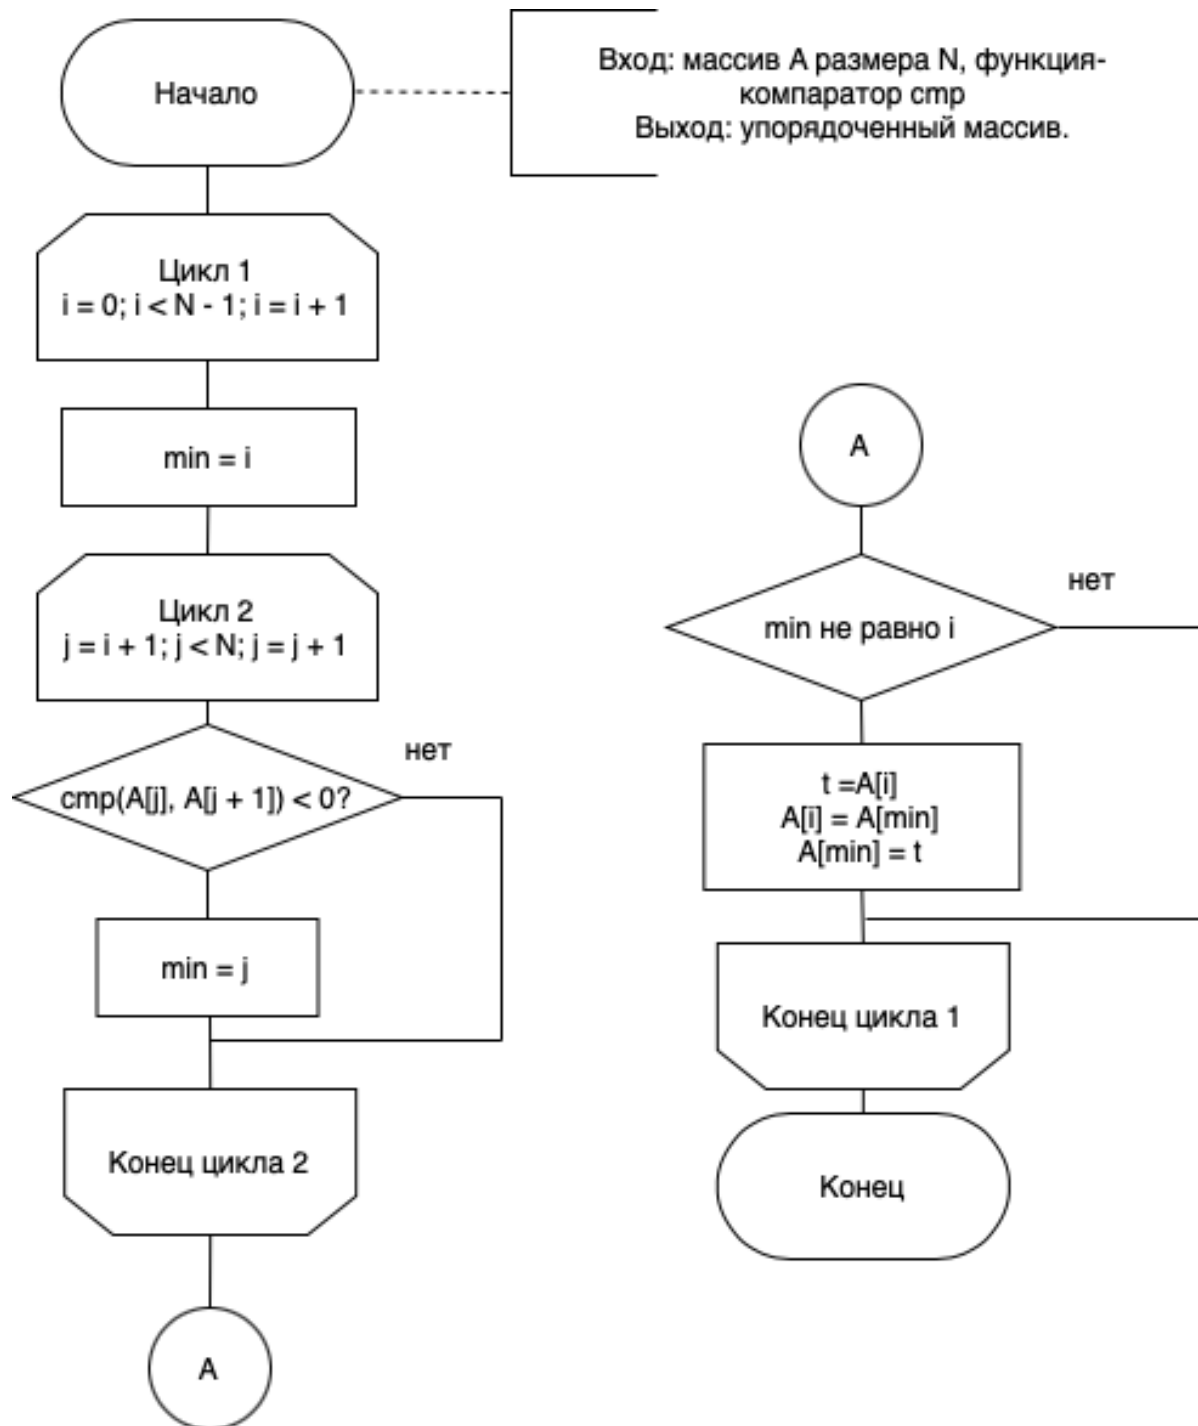 Начало
Вход: массив A размера N, функция-
компаратор cmp
Выход: упорядоченный массив.
Цикл 1
i = 0; i < N - 1; i = i + 1
min = i
Цикл 2
j = i + 1; j < N; j = j + 1
нет
cmp(A[j], A[j + 1]) < 0?
min = j
Конец цикла 2
A
A
нет
min не равно i
t =A[i]
A[i] = A[min]
A[min] = t
Конец цикла 1
Конец